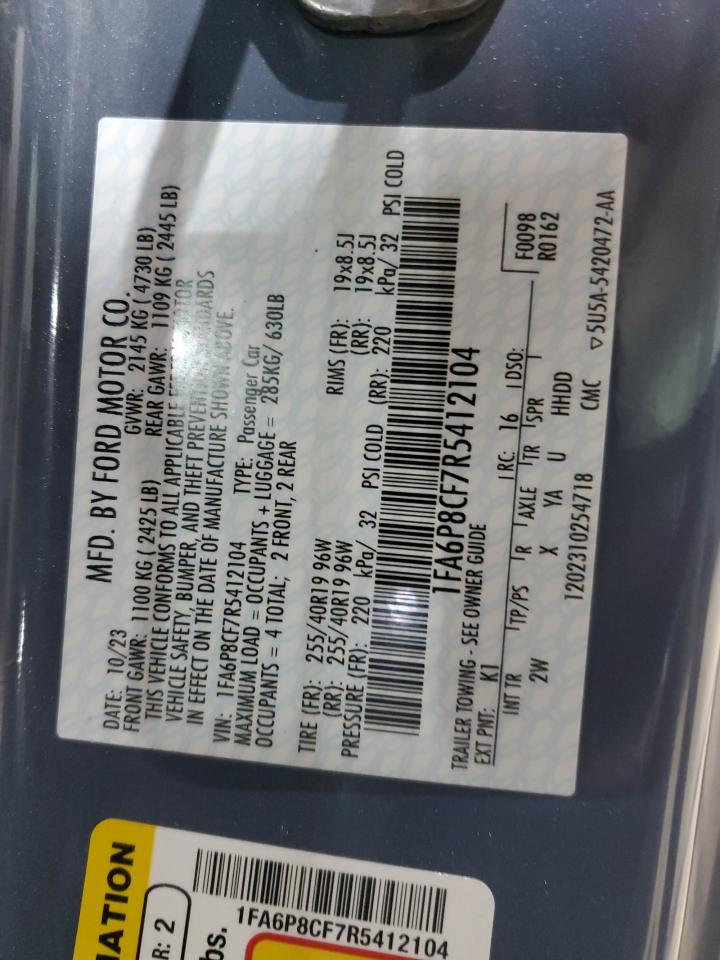 MFD. BY FORD MOTOR CO.
DATE: 10/23 GVWR: 2145 KG ( 4730 LB)
FRONT GAWR: 1100 KG ( 2425 LB) REAR GAWR: 1109 KG ( 2445 LB)
THIS VEHICLE CONFORMS TO ALL APPLICABLE MOTOR
VEHICLE SAFETY, BUMPER, AND THEFT PREVENTION STANDARDS
IN EFFECT ON THE DATE OF MANUFACTURE SHOWN ABOVE.
VIN: 1FA6P8CF7R5412104 TYPE: Passenger Car
MAXIMUM LOAD = OCCUPANTS + LUGGAGE = 285KG/ 630LB
OCCUPANTS = 4 TOTAL; 2 FRONT, 2 REAR
TIRE (FR): 255/40R19 96W RIMS (FR): 19x8.5J
(RR): 255/40R19 96W (RR): 19x8.5J
PRESSURE (FR): 220 kPa/ 32 PSI COLD (RR): 220 kPa/ 32 PSI COLD
1FA6P8CF7R5412104
TRAILER TOWING - SEE OWNER GUIDE
EXT PNT: K1 RC: 16 DSO: F0098
INT TR TP/PS R AXLE TR SPR R0162
2W X YA U HHDD
1202310254718 CMC ▽5U5A-5420472-AA
MATION
R: 2
bs.
1FA6P8CF7R5412104